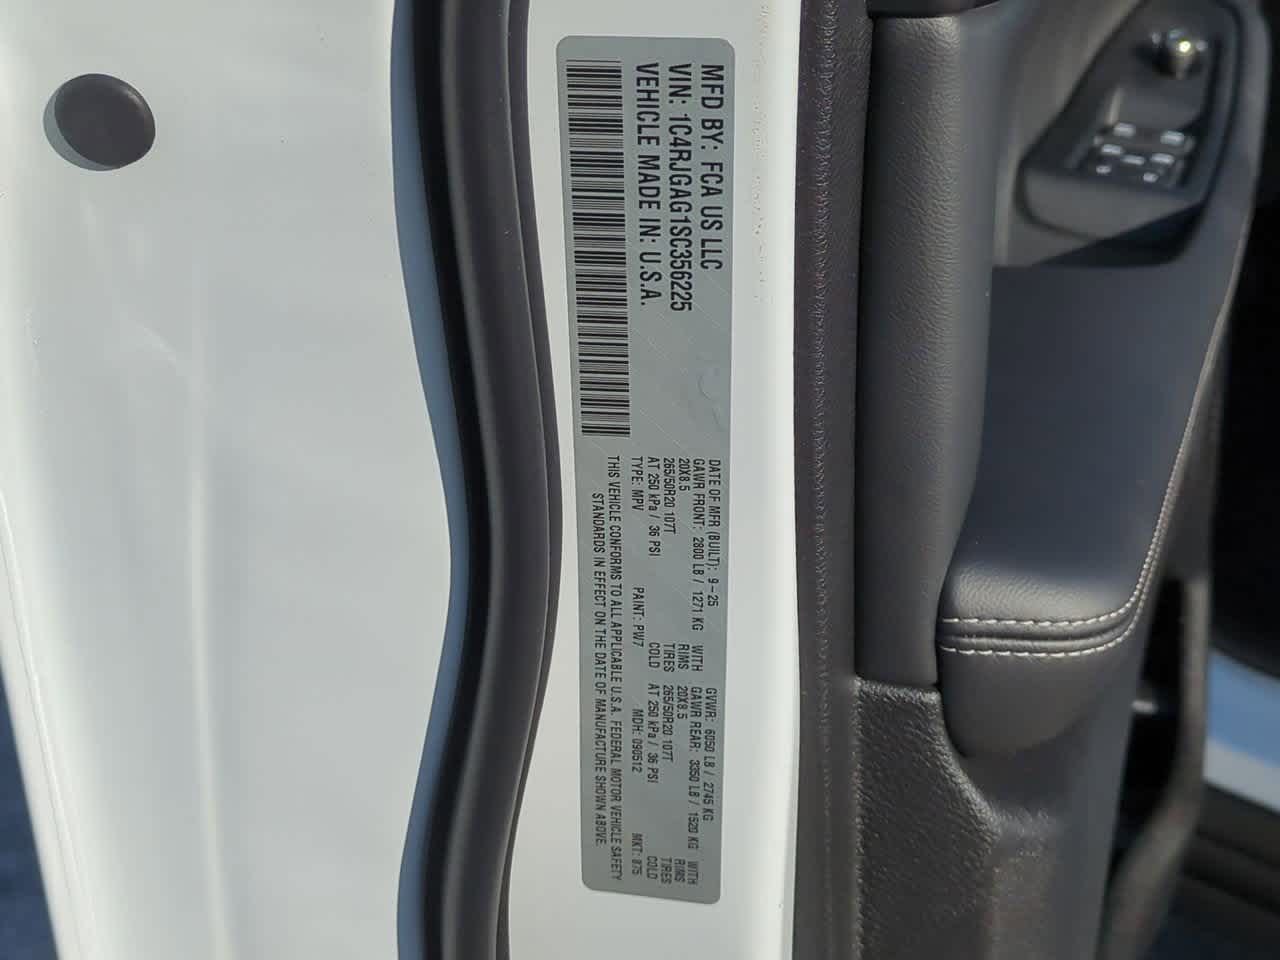 MFD BY: FCA US LLC
VIN: 1C4RJGAG1SC356225
VEHICLE MADE IN: U.S.A.
DATE OF MFR (BUILT): 9-25 GVWR: 6050 LB / 2745 KG
GAWR FRONT: 2800 LB / 1271 KG WITH GAWR REAR: 3350 LB / 1520 KG WITH
20X8.5 RIMS 20X8.5 RIMS
265/50R20 107T TIRES 265/50R20 107T TIRES
AT 250 kPa / 36 PSI COLD AT 250 kPa / 36 PSI COLD
TYPE: MPV PAINT: PW7 MDH: 090512 MKT: 875
THIS VEHICLE CONFORMS TO ALL APPLICABLE U.S.A. FEDERAL MOTOR VEHICLE SAFETY
STANDARDS IN EFFECT ON THE DATE OF MANUFACTURE SHOWN ABOVE.